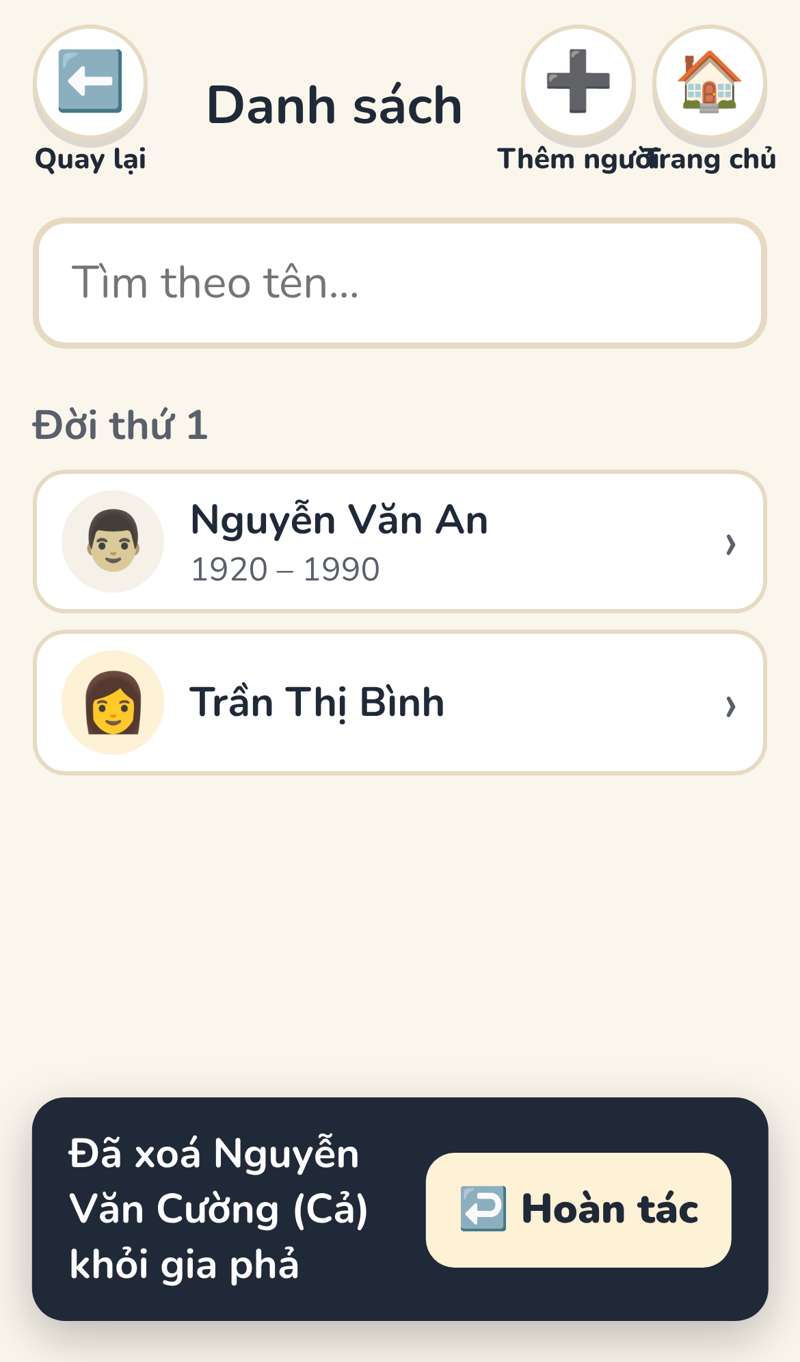 Danh sách
Quay lại
Thêm người
Trang chủ
Tìm theo tên...
Đời thứ 1
Nguyễn Văn An
1920 – 1990
Trần Thị Bình
Đã xoá Nguyễn
Văn Cường (Cả)
khỏi gia phả
Hoàn tác